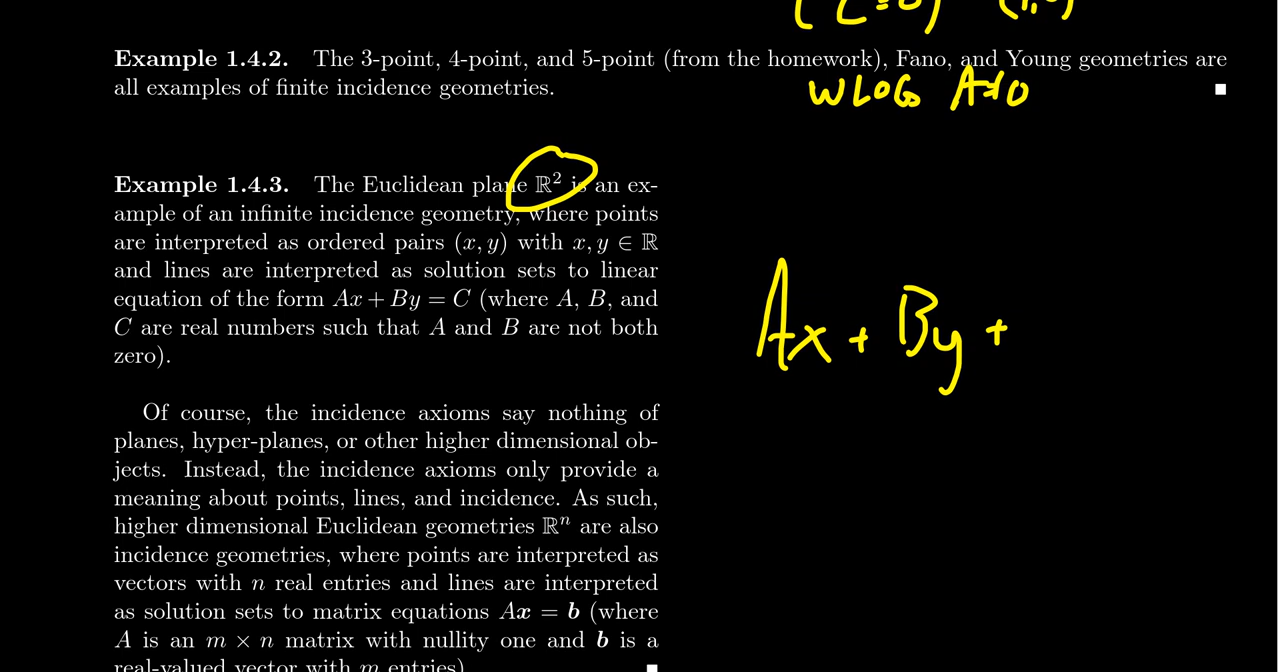 Example 1.4.2. The 3-point, 4-point, and 5-point (from the homework), Fano, and Young geometries are
all examples of finite incidence geometries.
WLOG A≠0
Example 1.4.3. The Euclidean plane ℝ² is an ex-
ample of an infinite incidence geometry, where points
are interpreted as ordered pairs (x, y) with x, y ∈ ℝ
and lines are interpreted as solution sets to linear
equation of the form Ax + By = C (where A, B, and
C are real numbers such that A and B are not both
zero).
Ax + By +
Of course, the incidence axioms say nothing of
planes, hyper-planes, or other higher dimensional ob-
jects. Instead, the incidence axioms only provide a
meaning about points, lines, and incidence. As such,
higher dimensional Euclidean geometries ℝⁿ are also
incidence geometries, where points are interpreted as
vectors with n real entries and lines are interpreted
as solution sets to matrix equations Ax = b (where
A is an m × n matrix with nullity one and b is a
real-valued vector with m entries).